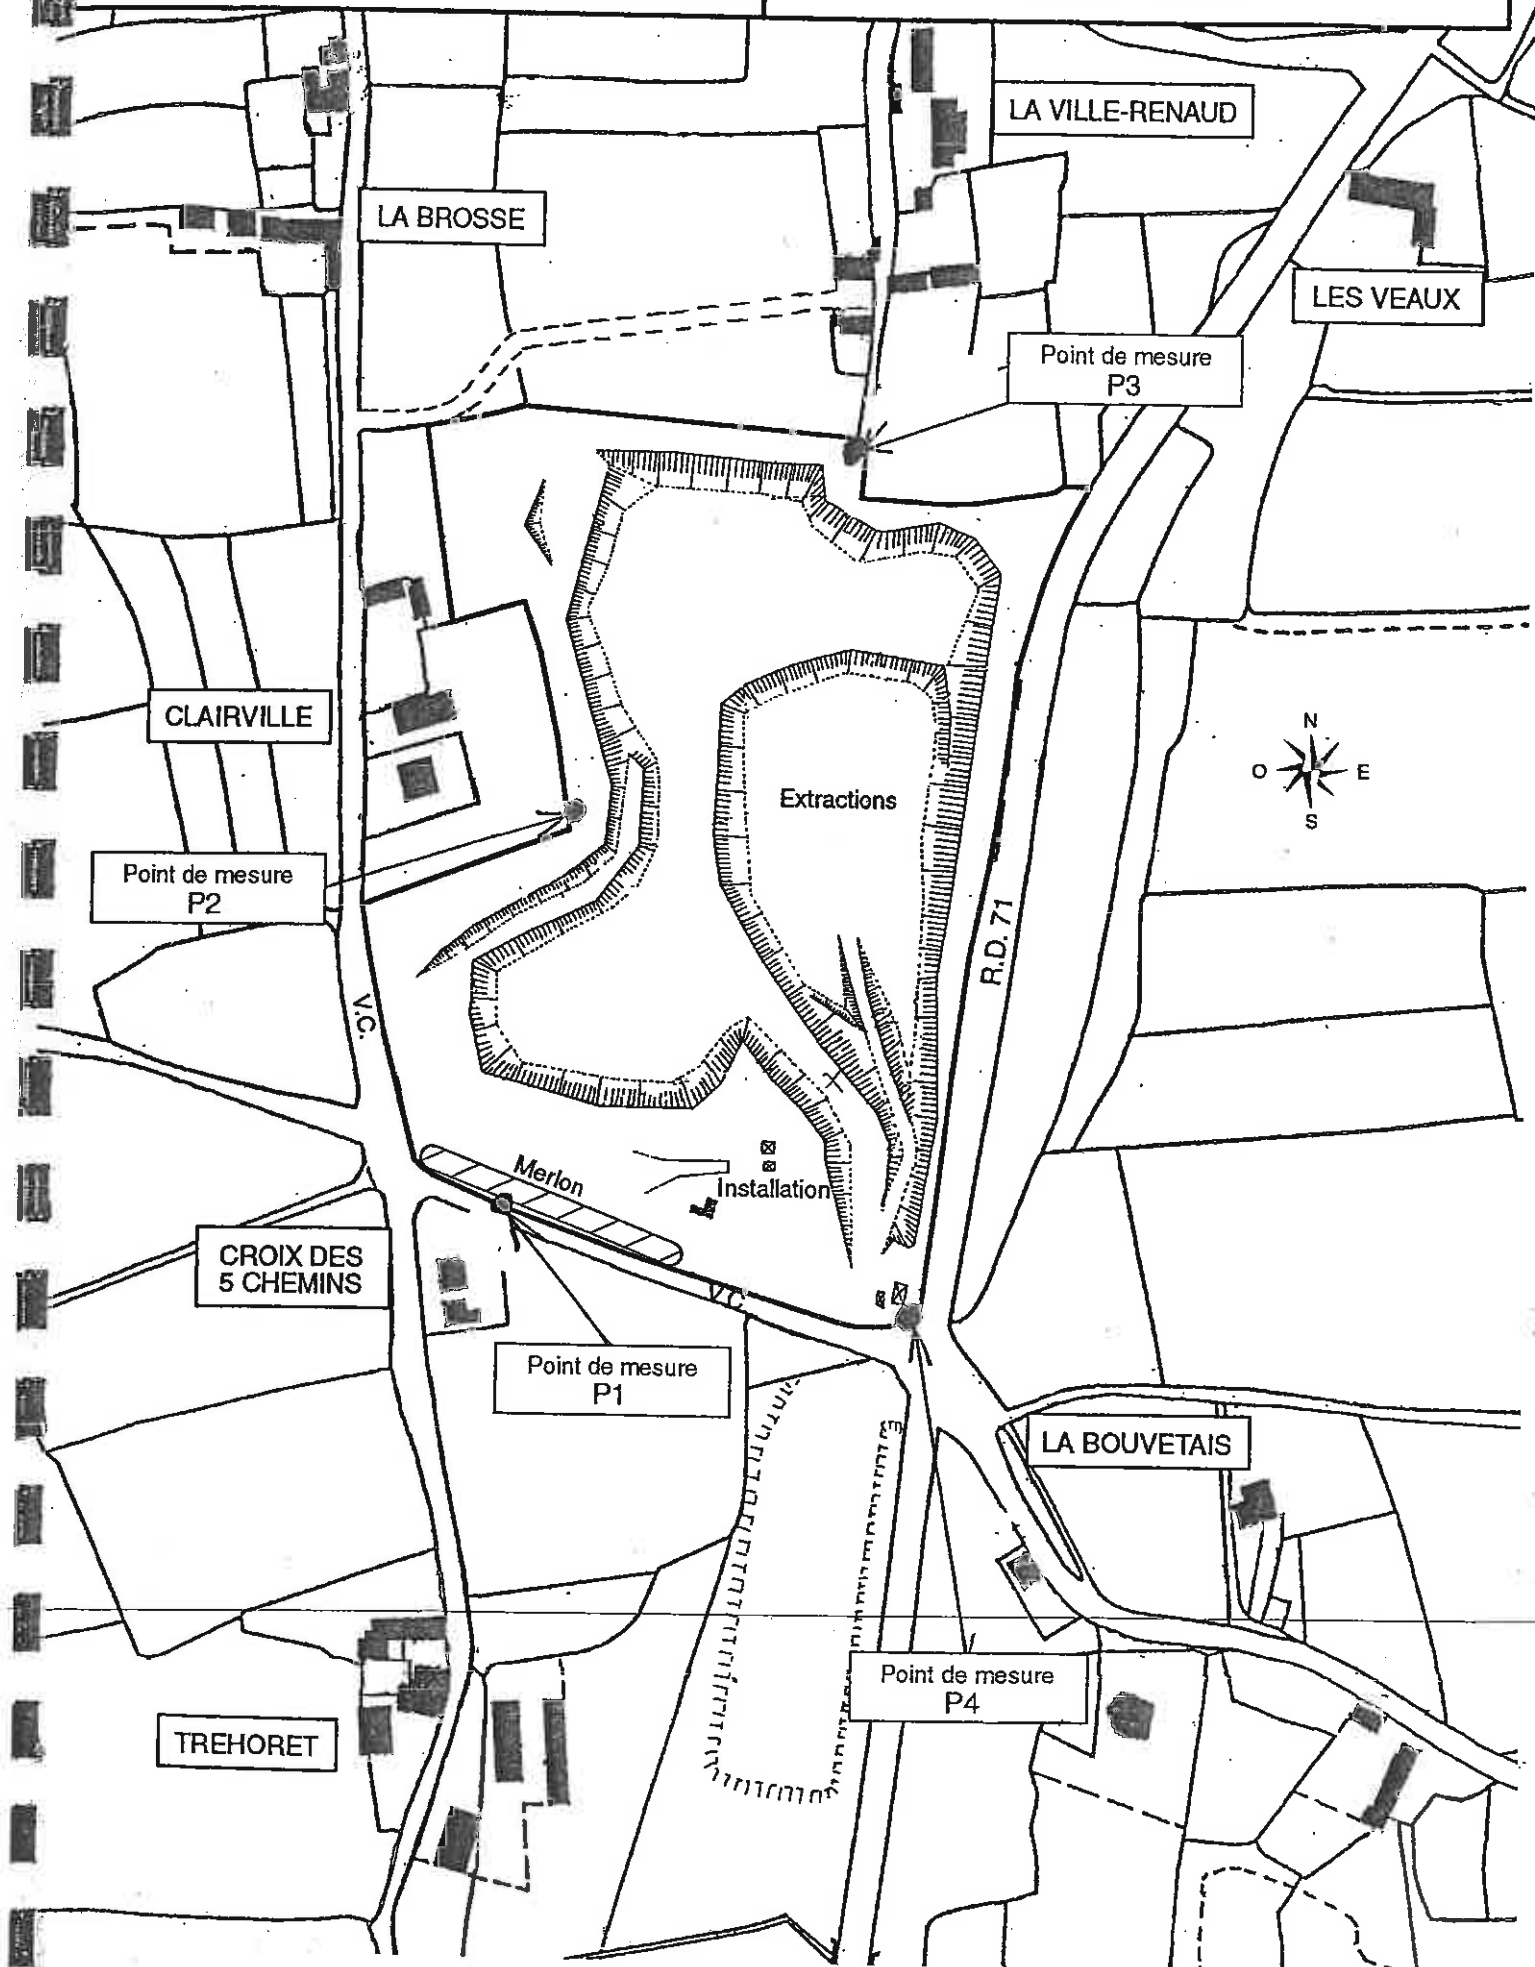 LA VILLE-RENAUD
LA BROSSE
LES VEAUX
Point de mesure
P3
CLAIRVILLE
N
O
E
S
Extractions
Point de mesure
P2
R.D. 71
V.C.
Merlon
Installation
CROIX DES
5 CHEMINS
V.C
Point de mesure
P1
LA BOUVETAIS
Point de mesure
P4
TREHORET